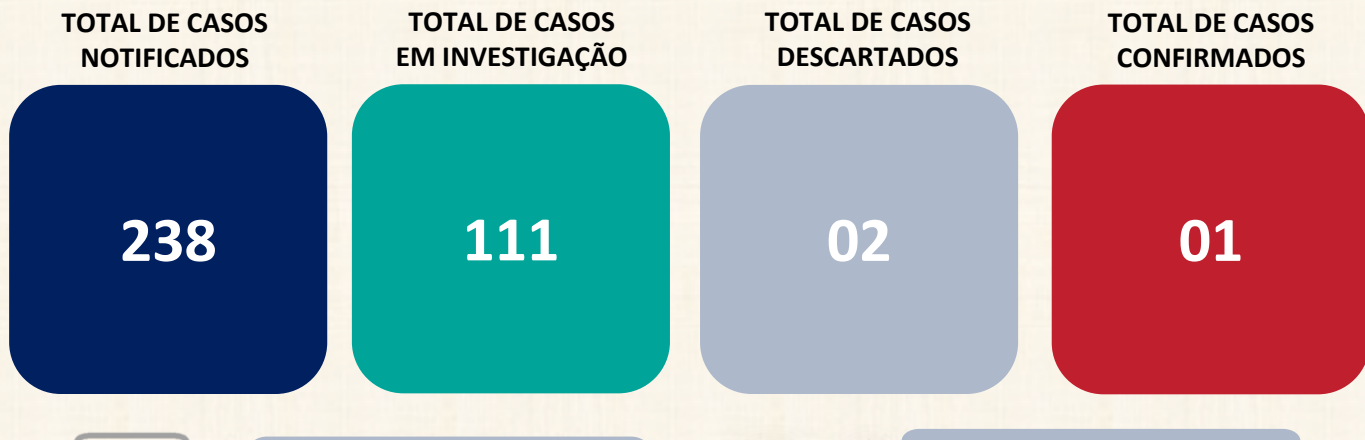 TOTAL DE CASOS
NOTIFICADOS
TOTAL DE CASOS
EM INVESTIGAÇÃO
TOTAL DE CASOS
DESCARTADOS
TOTAL DE CASOS
CONFIRMADOS
238
111
02
01